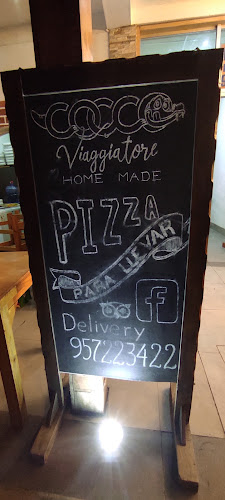 COCCO
Viaggiatore
HOME MADE
PIZZA
PARA LLEVAR
f
Delivery
957223422